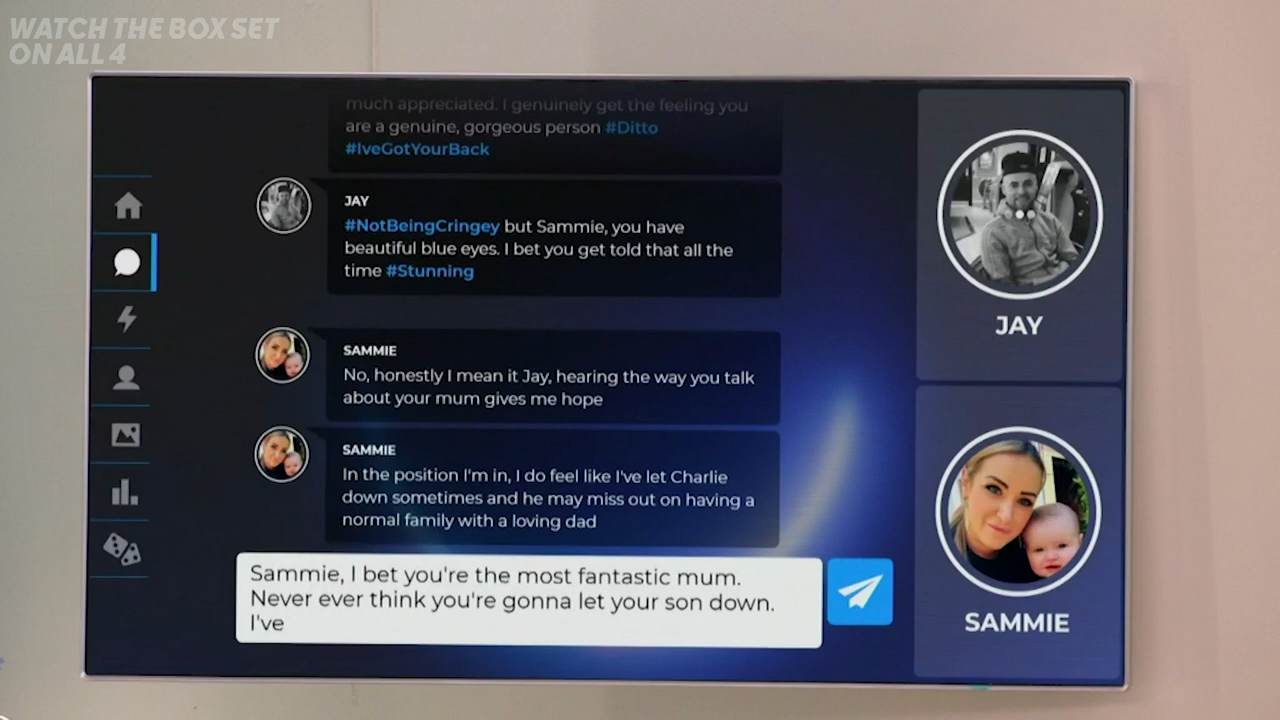 WATCH THE BOX SET
ON ALL 4
much appreciated. I genuinely get the feeling you
are a genuine, gorgeous person #Ditto
#IveGotYourBack
JAY
#NotBeingCringey but Sammie, you have
beautiful blue eyes. I bet you get told that all the
time #Stunning
SAMMIE
No, honestly I mean it Jay, hearing the way you talk
about your mum gives me hope
SAMMIE
In the position I'm in, I do feel like I've let Charlie
down sometimes and he may miss out on having a
normal family with a loving dad
Sammie, I bet you're the most fantastic mum.
Never ever think you're gonna let your son down.
I've
JAY
SAMMIE